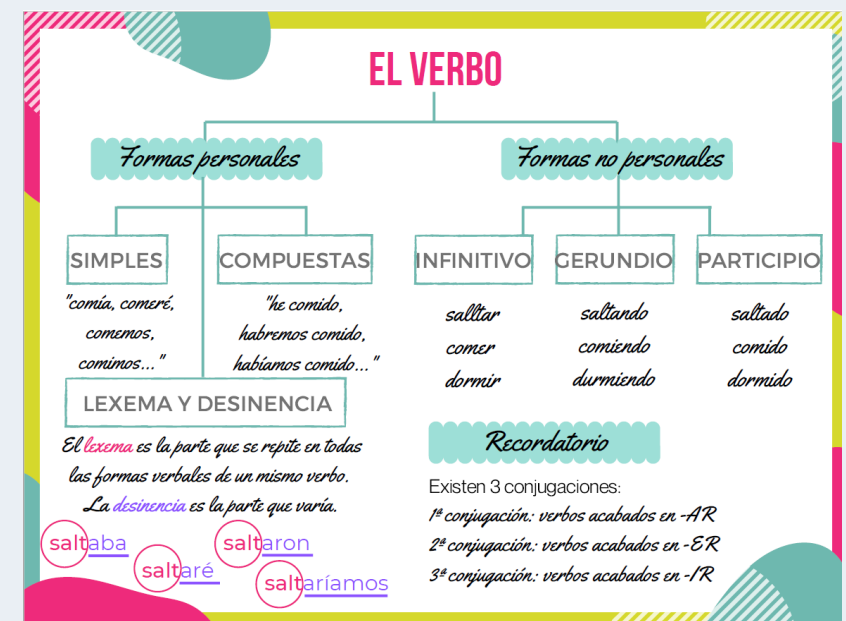 EL VERBO
Formas personales
Formas no personales
SIMPLES
COMPUESTAS
INFINITIVO
GERUNDIO
PARTICIPIO
"comía, comeré,
comemos,
comimos..."
"he comido,
habremos comido,
habíamos comido..."
salltar
comer
dormir
saltando
comiendo
durmiendo
saltado
comido
dormido
LEXEMA Y DESINENCIA
El lexema es la parte que se repite en todas
las formas verbales de un mismo verbo.
La desinencia es la parte que varía.
saltaba
saltaron
saltaré
saltaríamos
Recordatorio
Existen 3 conjugaciones:
1ª conjugación.: verbos acabados en -AR
2ª conjugación: verbos acabados en -ER
3ª conjugación: verbos acabados en -IR